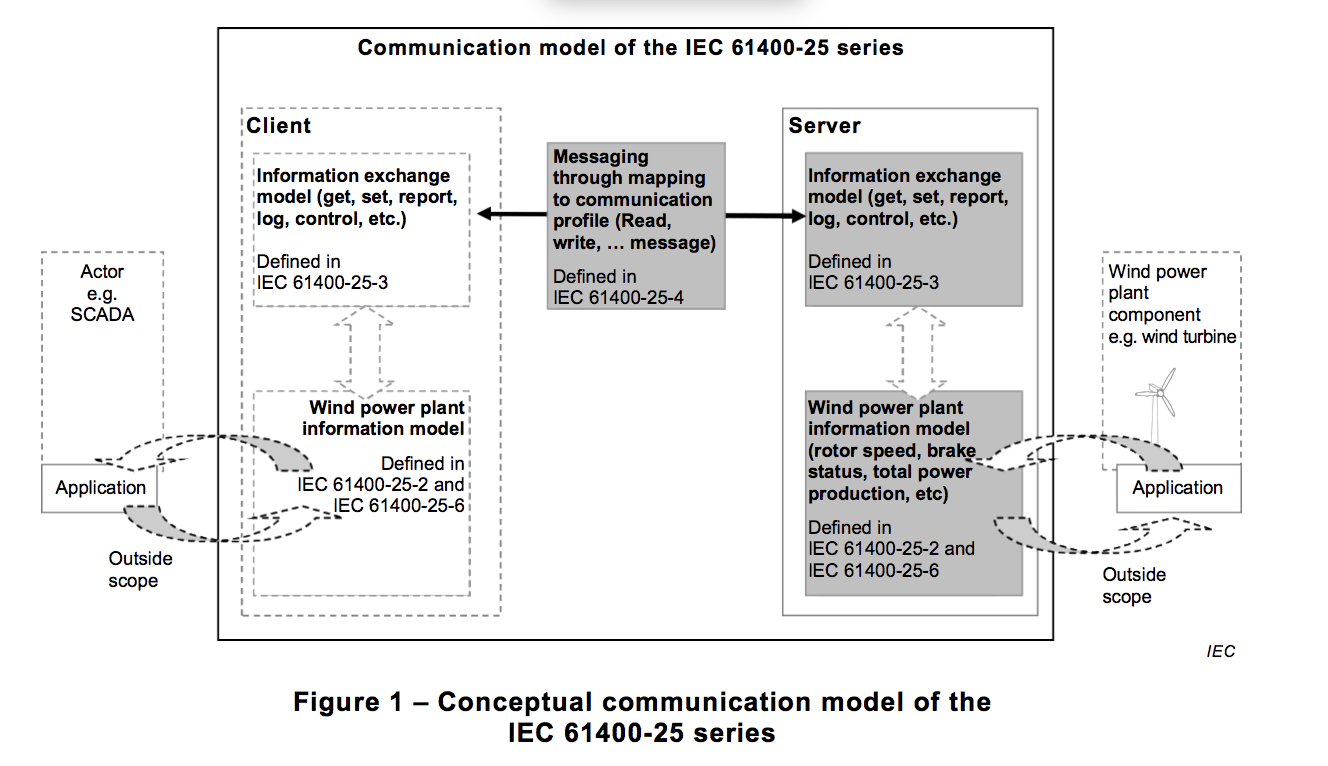 Communication model of the IEC 61400-25 series
Client
Information exchange
model (get, set, report,
log, control, etc.)
Defined in
IEC 61400-25-3
Messaging
through mapping
to communication
profile (Read,
write, ... message)
Defined in
IEC 61400-25-4
Server
Information exchange
model (get, set, report,
log, control, etc.)
Defined in
IEC 61400-25-3
Actor
e.g.
SCADA
Application
Outside
scope
Wind power plant
information model
Defined in
IEC 61400-25-2 and
IEC 61400-25-6
Wind power plant
information model
(rotor speed, brake
status, total power
production, etc)
Defined in
IEC 61400-25-2 and
IEC 61400-25-6
Wind power
plant
component
e.g. wind turbine
Application
Outside
scope
IEC
Figure 1 – Conceptual communication model of the
IEC 61400-25 series